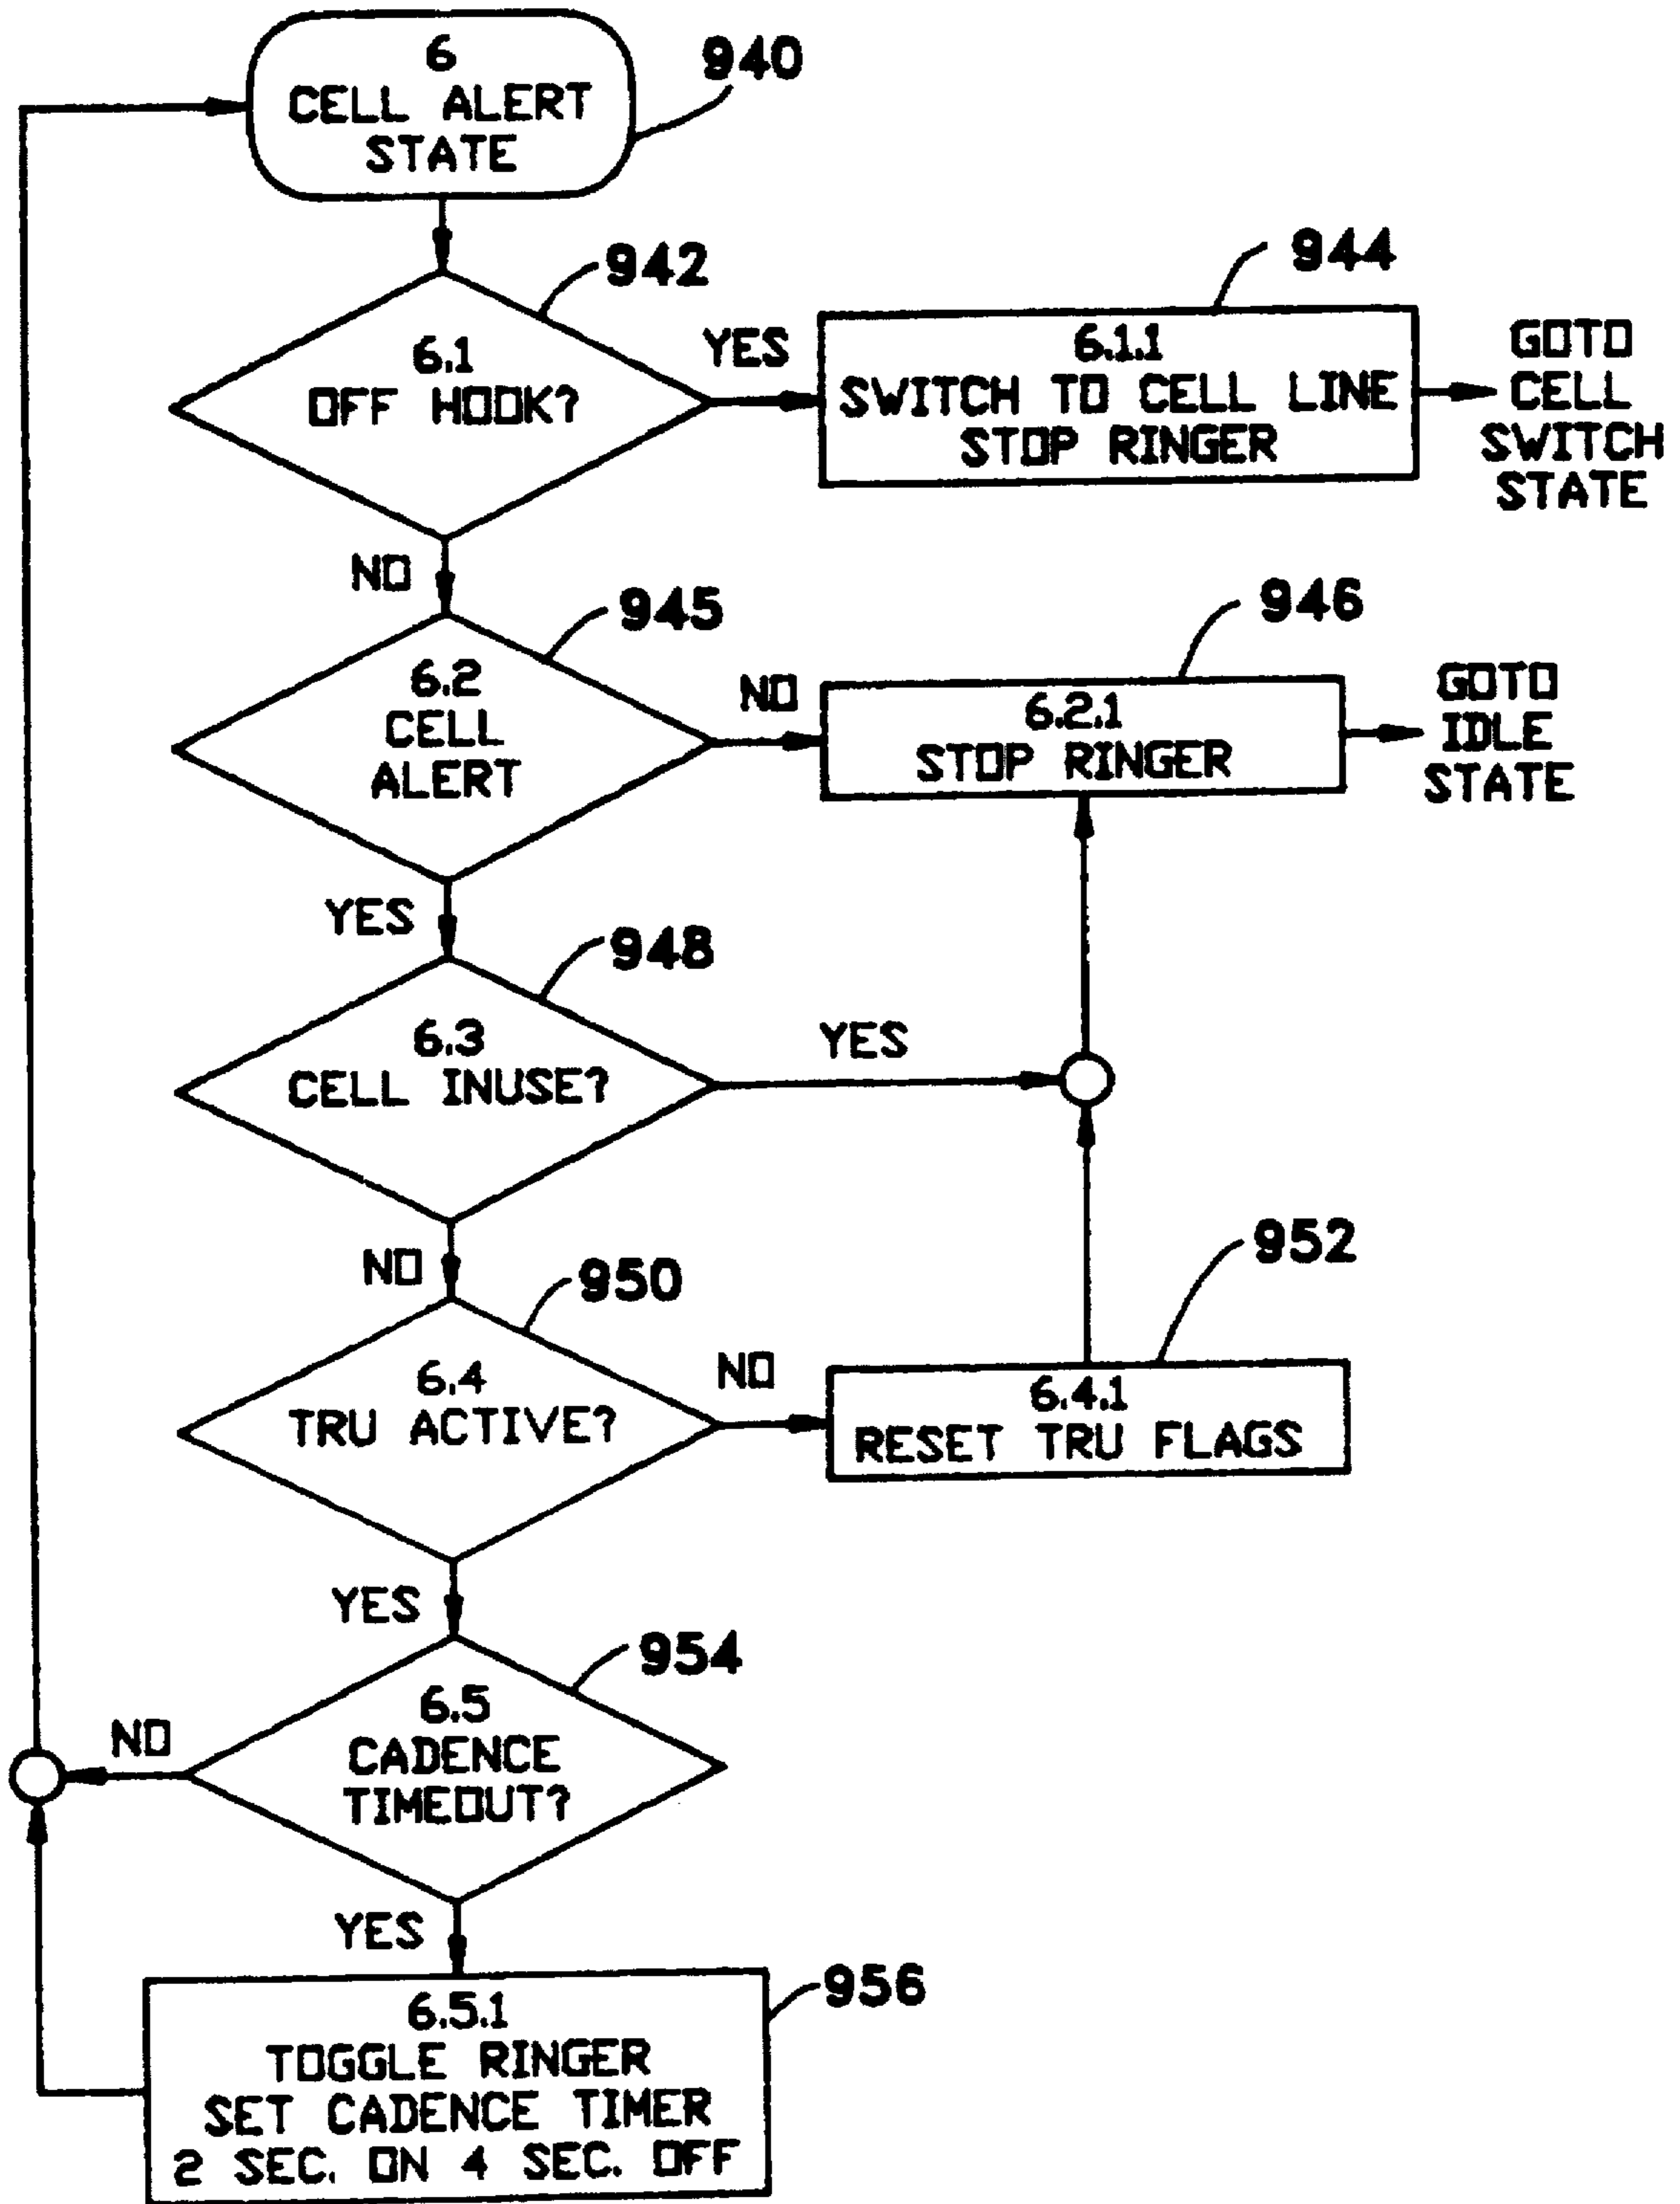 6
CELL ALERT
STATE
940
942
6.1
OFF HOOK?
YES
944
6.1.1
SWITCH TO CELL LINE
STOP RINGER
GOTO
CELL
SWITCH
STATE
NO
945
6.2
CELL
ALERT
NO
946
6.2.1
STOP RINGER
GOTO
IDLE
STATE
YES
948
6.3
CELL INUSE?
YES
NO
950
6.4
TRU ACTIVE?
NO
952
6.4.1
RESET TRU FLAGS
YES
954
6.5
CADENCE
TIMEOUT?
NO
YES
956
6.5.1
TOGGLE RINGER
SET CADENCE TIMER
2 SEC. ON 4 SEC. OFF